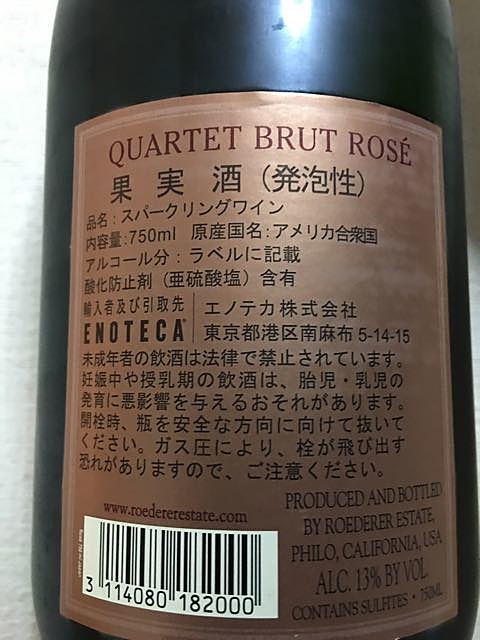 QUARTET BRUT ROSÉ
果実酒（発泡性）
品名：スパークリングワイン
内容量：750ml 原産国名：アメリカ合衆国
アルコール分：ラベルに記載
酸化防止剤（亜硫酸塩）含有
輸入者及び引取先 エノテカ株式会社
ENOTECA 東京都港区南麻布 5-14-15
未成年者の飲酒は法律で禁止されています。
妊娠中や授乳期の飲酒は、胎児・乳児の
発育に悪影響を与えるおそれがあります。
開栓時、瓶を安全な方向に向けて抜いて
ください。ガス圧により、栓が飛び出す
恐れがありますので、ご注意ください。
www.roedererestate.com
PRODUCED AND BOTTLED
BY ROEDERER ESTATE,
PHILO, CALIFORNIA, USA
ALC. 13% BY VOL.
CONTAINS SULFITES • 750ML
3 114080 182000